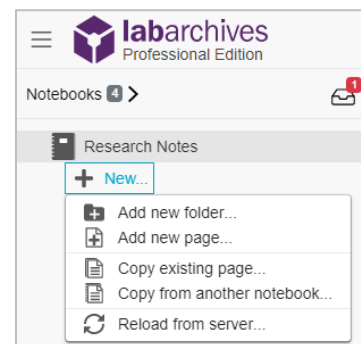 labarchives
Professional Edition
Notebooks 4
1
Research Notes
New...
Add new folder...
Add new page...
Copy existing page...
Copy from another notebook...
Reload from server...